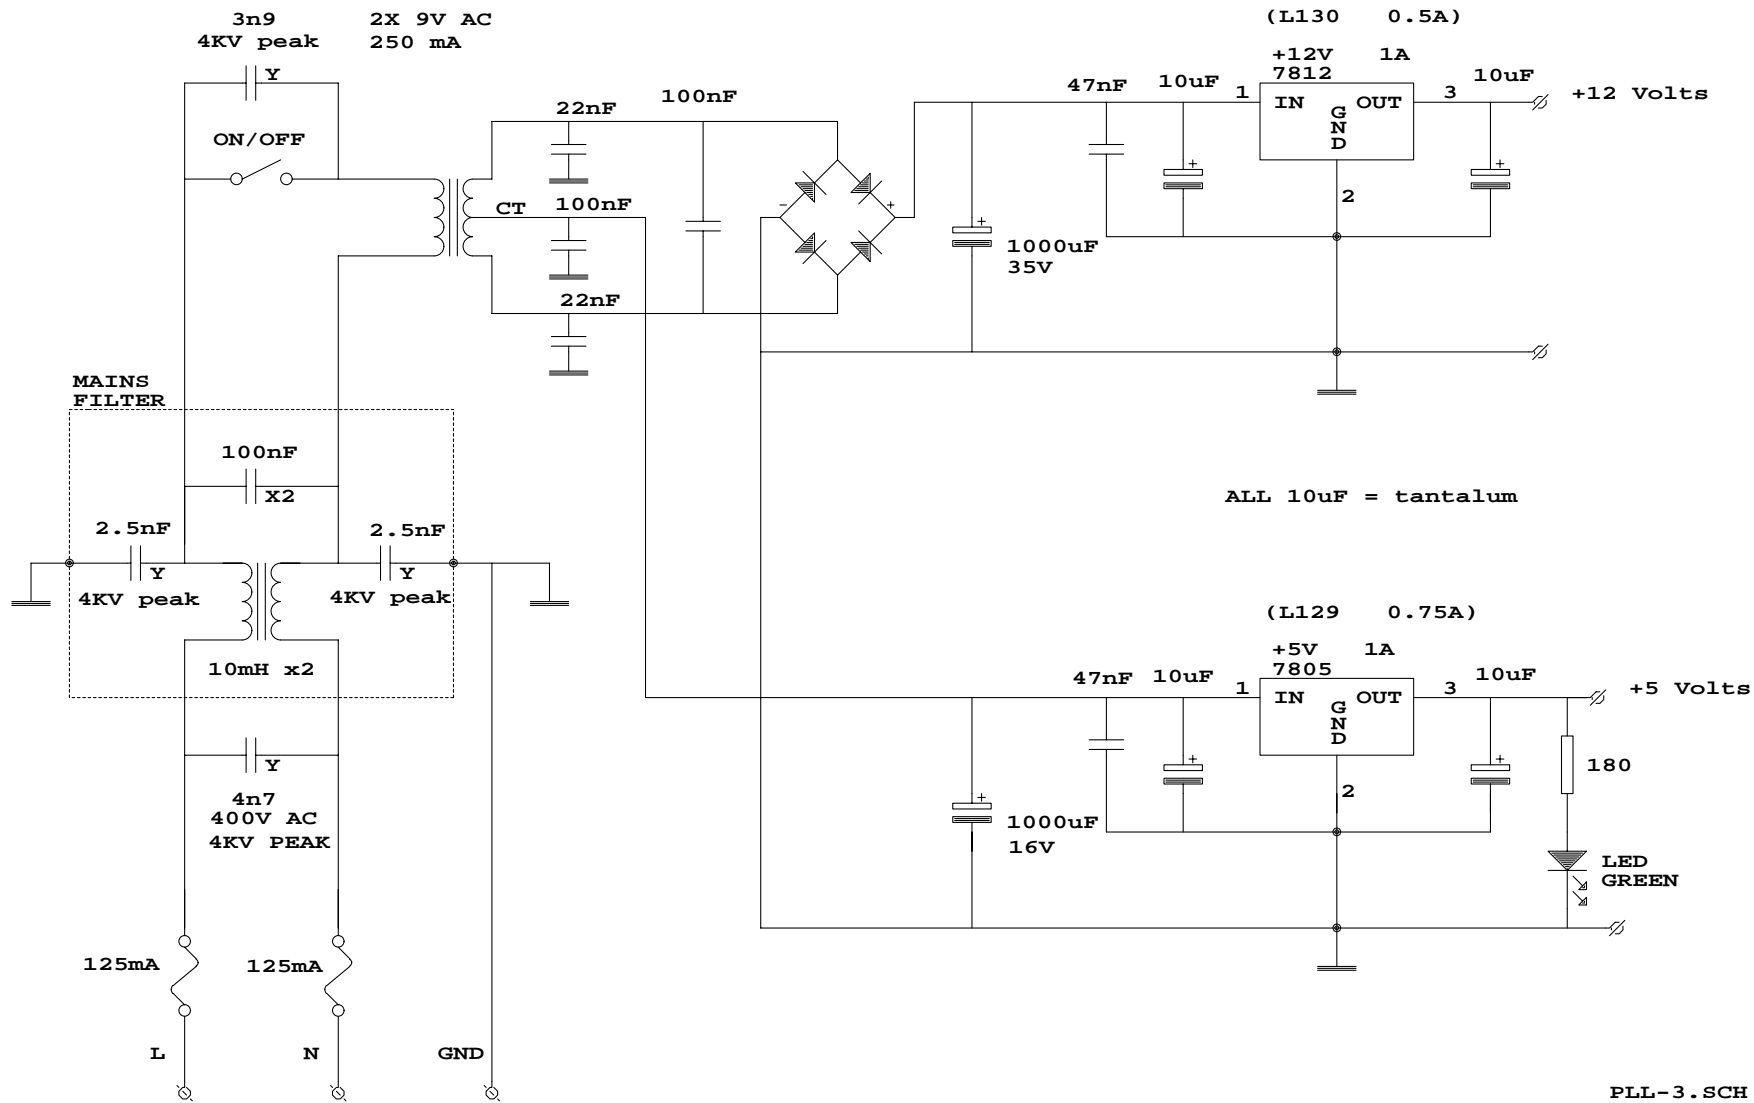 3n9
4KV peak
Y
2X 9V AC
250 mA
ON/OFF
22nF
100nF
CT
100nF
22nF
-
+
(L130 0.5A)
+12V 1A
7812
47nF
10uF
1
IN
GND
OUT
3
10uF
+12 Volts
+
+
2
+
1000uF
35V
MAINS
FILTER
100nF
X2
2.5nF
2.5nF
Y
Y
4KV peak
4KV peak
10mH x2
ALL 10uF = tantalum
(L129 0.75A)
+5V 1A
7805
47nF
10uF
1
IN
GND
OUT
3
10uF
+5 Volts
+
+
180
2
+
1000uF
16V
LED
GREEN
Y
4n7
400V AC
4KV PEAK
125mA
125mA
L
N
GND
PLL-3.SCH